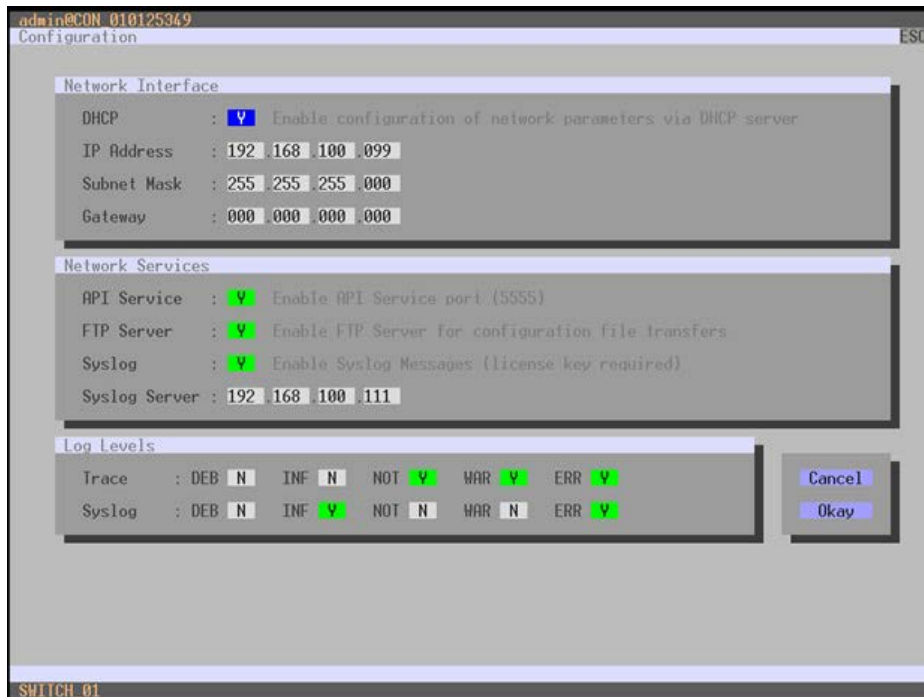 admin@CON_010125349
Configuration ESC
Network Interface
DHCP : Y Enable configuration of network parameters via DHCP server
IP Address : 192 .168 .100 .099
Subnet Mask : 255 .255 .255 .000
Gateway : 000 .000 .000 .000
Network Services
API Service : Y Enable API Service port (5555)
FTP Server : Y Enable FTP Server for configuration file transfers
Syslog : Y Enable Syslog Messages (license key required)
Syslog Server : 192 .168 .100 .111
Log Levels
Trace : DEB N INF N NOT Y WAR Y ERR Y
Cancel
Syslog : DEB N INF Y NOT N WAR N ERR Y
Okay
SWITCH_01